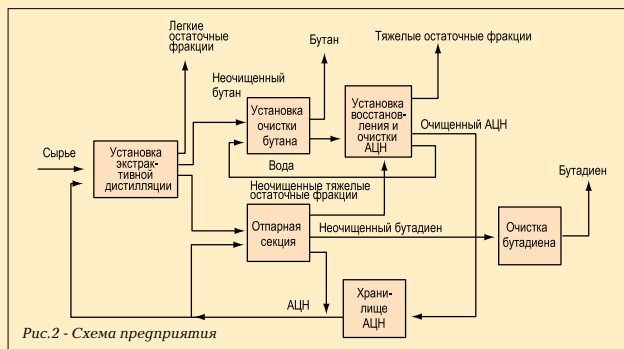 Легкие
остаточные
фракции
Бутан
Тяжелые остаточные фракции
Неочищенный
бутан
Установка
очистки
бутана
Установка
восстанов-
ления и
очистки
АЦН
Очищенный АЦН
Сырье
Установка
экстрак-
тивной
дистилляции
Вода
Неочищенные тяжелые
остаточные фракции
Бутадиен
Отпарная
секция
Неочищенный бутадиен
Очистка
бутадиена
АЦН
Храни-
лище
АЦН
Рис.2 - Схема предприятия